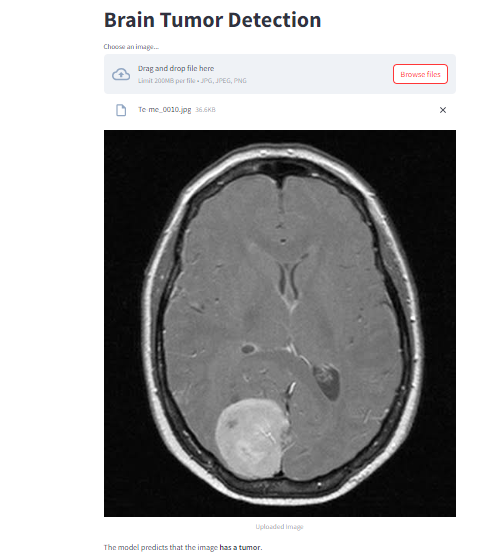 Brain Tumor Detection
Choose an image...
Drag and drop file here
Limit 200MB per file • JPG, JPEG, PNG
Browse files
Te-me_0010.jpg 36.6KB
Uploaded Image
The model predicts that the image has a tumor.